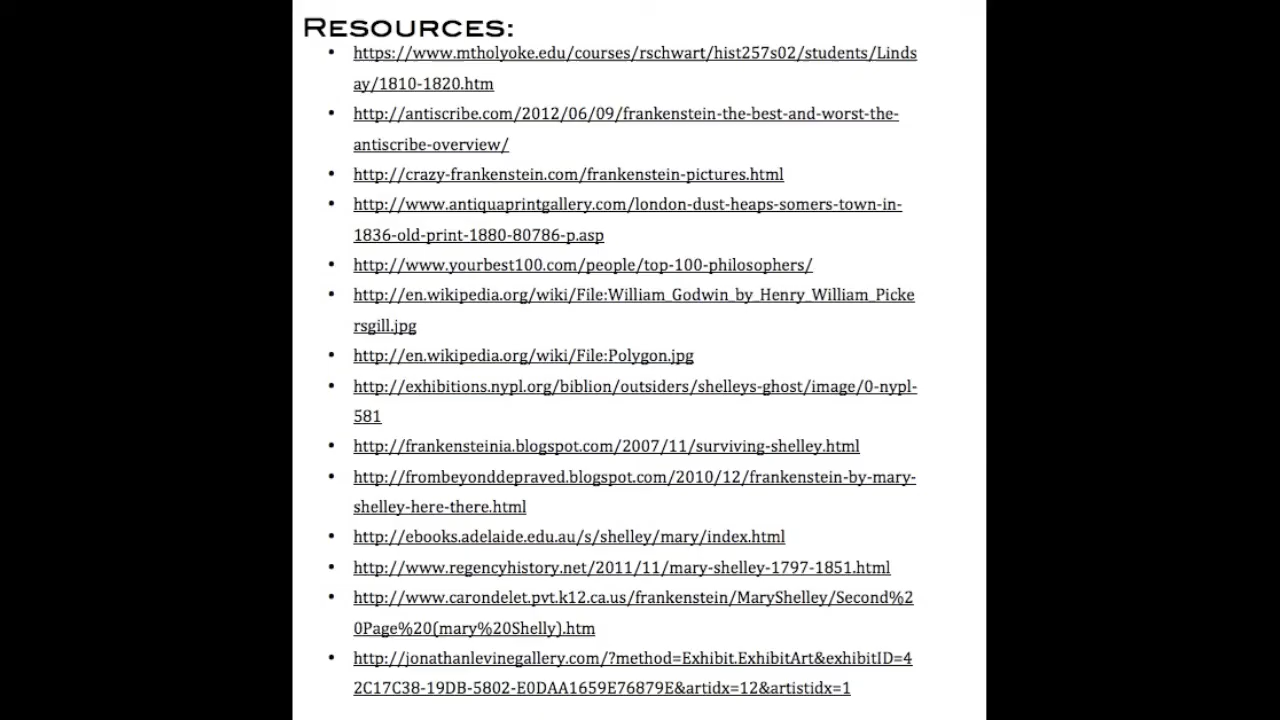 RESOURCES:
• https://www.mtholyoke.edu/courses/rschwart/hist257s02/students/Linds
ay/1810-1820.htm
• http://antiscribe.com/2012/06/09/frankenstein-the-best-and-worst-the-
antiscribe-overview/
• http://crazy-frankenstein.com/frankenstein-pictures.html
• http://www.antiquaprintgallery.com/london-dust-heaps-somers-town-in-
1836-old-print-1880-80786-p.asp
• http://www.yourbest100.com/people/top-100-philosophers/
• http://en.wikipedia.org/wiki/File:William_Godwin_by_Henry_William_Picke
rsgill.jpg
• http://en.wikipedia.org/wiki/File:Polygon.jpg
• http://exhibitions.nypl.org/biblion/outsiders/shelleys-ghost/image/0-nypl-
581
• http://frankensteinia.blogspot.com/2007/11/surviving-shelley.html
• http://frombeyonddepraved.blogspot.com/2010/12/frankenstein-by-mary-
shelley-here-there.html
• http://ebooks.adelaide.edu.au/s/shelley/mary/index.html
• http://www.regencyhistory.net/2011/11/mary-shelley-1797-1851.html
• http://www.carondelet.pvt.k12.ca.us/frankenstein/MaryShelley/Second%2
0Page%20(mary%20Shelly).htm
• http://jonathanlevinegallery.com/?method=Exhibit.ExhibitArt&exhibitID=4
2C17C38-19DB-5802-E0DAA1659E76879E&artidx=12&artistidx=1